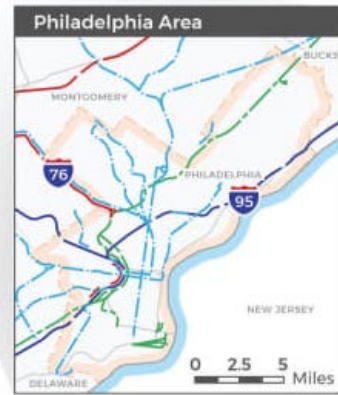 Philadelphia Area
BUCKS
MONTGOMERY
76
PHILADELPHIA
95
NEW JERSEY
0 2.5 5
Miles
DELAWARE